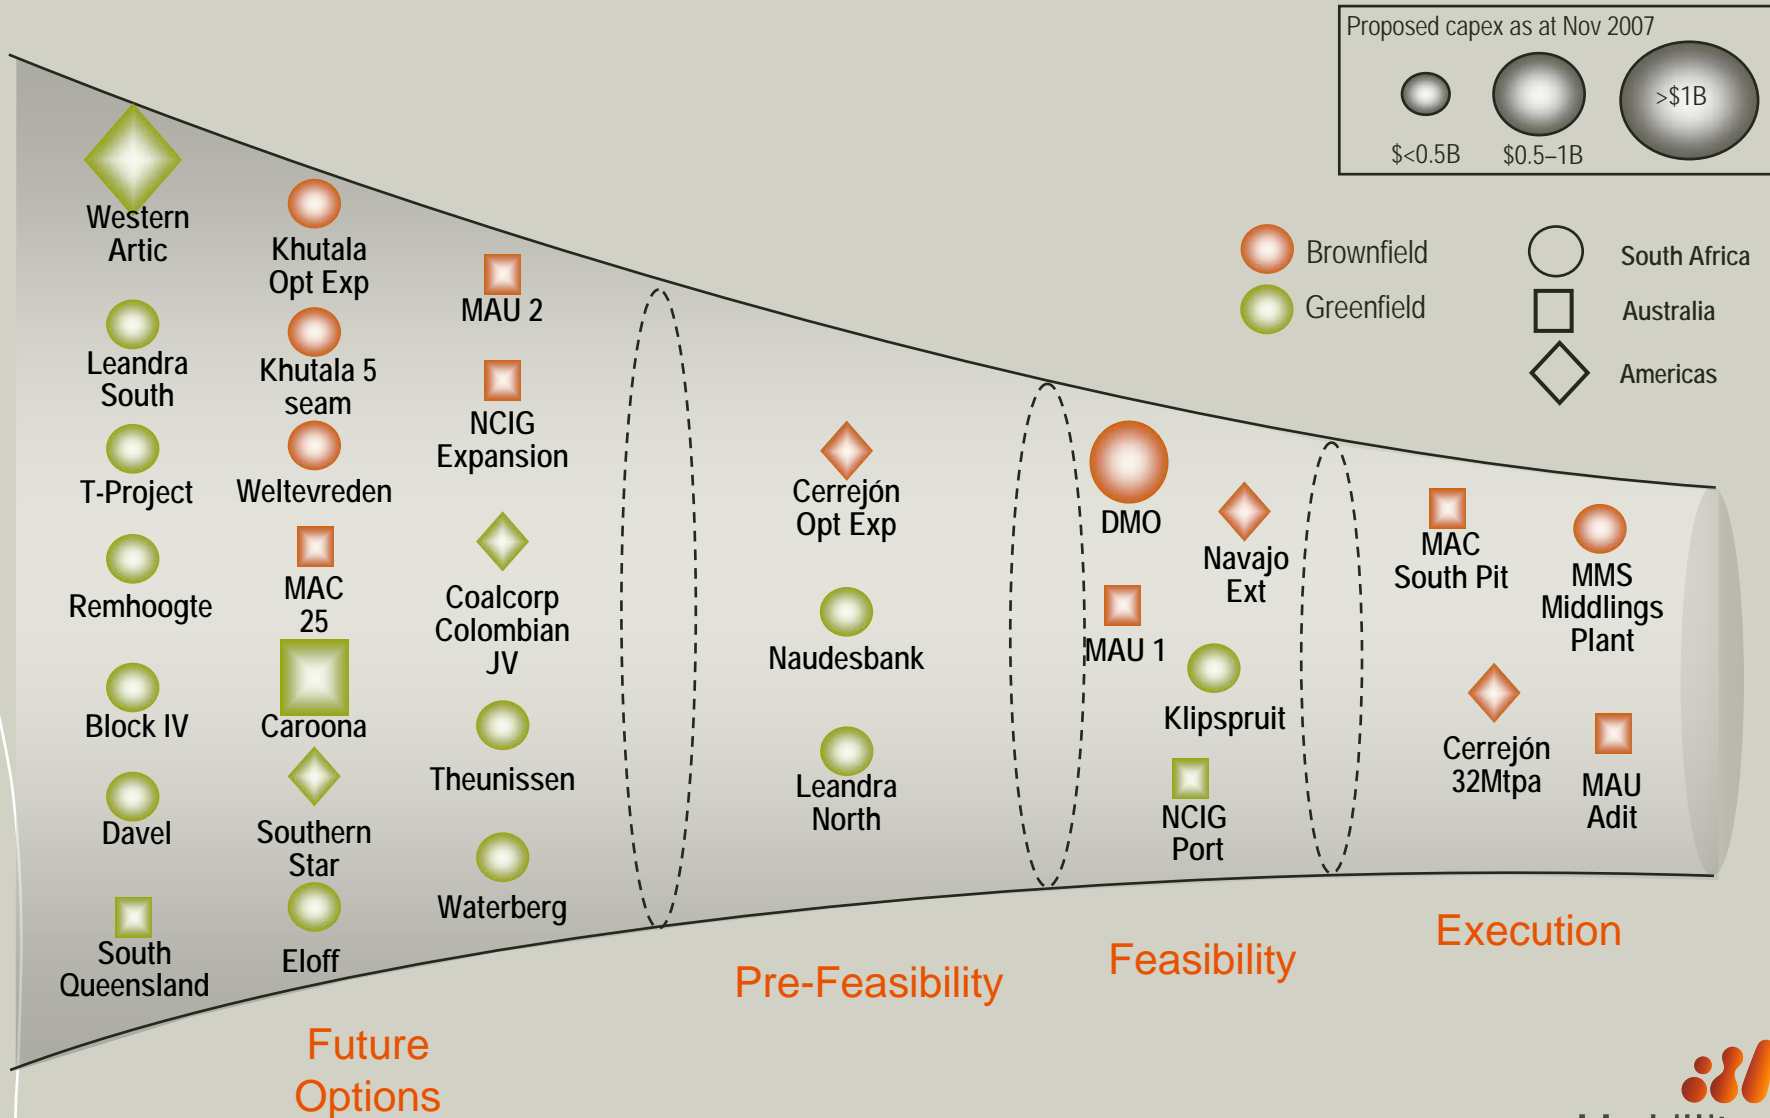 Proposed capex as at Nov 2007
>$1B
$<0.5B
$0.5–1B
Brownfield
Greenfield
South Africa
Australia
Americas
Western
Artic
Leandra
South
T-Project
Remhoogte
Block IV
Davel
South
Queensland
Khutala
Opt Exp
Khutala 5
seam
Weltevreden
MAC
25
Caroona
Southern
Star
Eloff
MAU 2
NCIG
Expansion
Coalcorp
Colombian
JV
Theunissen
Waterberg
Cerrejón
Opt Exp
Naudesbank
Leandra
North
DMO
Navajo
Ext
MAU 1
Klipspruit
NCIG
Port
MAC
South Pit
MMS
Middlings
Plant
Cerrejón
32Mtpa
MAU
Adit
Future
Options
Pre-Feasibility
Feasibility
Execution